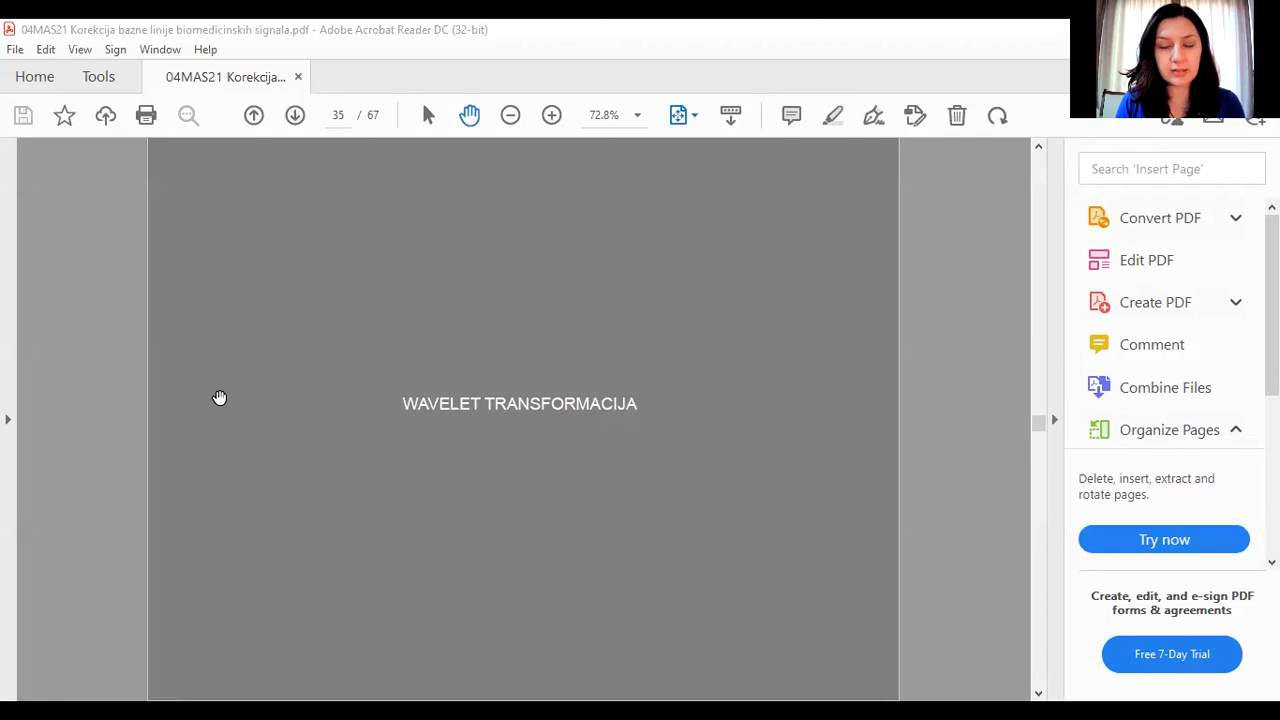 04MAS21 Korekcija bazne linije biomedicinskih signala.pdf - Adobe Acrobat Reader DC (32-bit)
File Edit View Sign Window Help
Home Tools 04MAS21 Korekcija... ×
35 / 67 72.8%
Search 'Insert Page'
Convert PDF
Edit PDF
Create PDF
Comment
Combine Files
Organize Pages
Delete, insert, extract and
rotate pages.
Try now
Create, edit, and e-sign PDF
forms & agreements
Free 7-Day Trial
WAVELET TRANSFORMACIJA